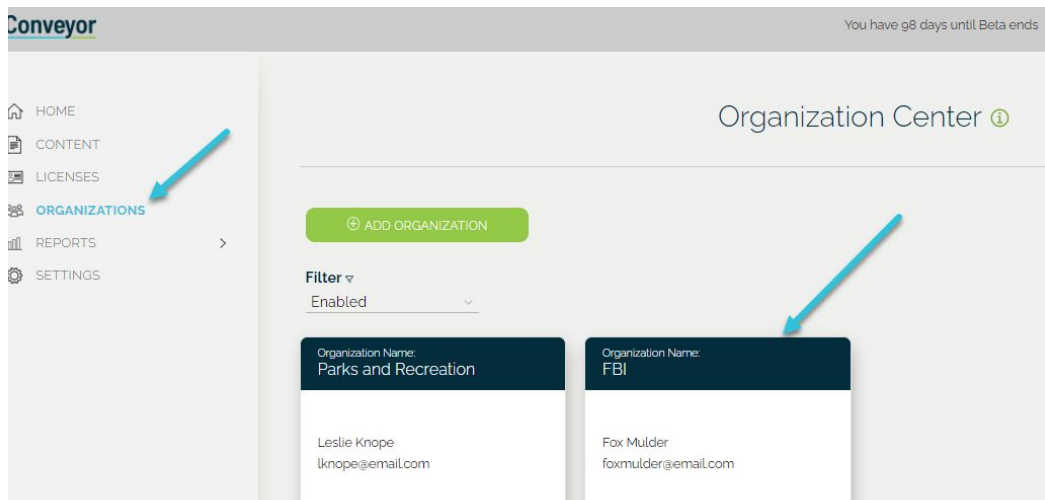 Conveyor
You have 98 days until Beta ends
HOME
CONTENT
LICENSES
ORGANIZATIONS
REPORTS
SETTINGS
Organization Center
ADD ORGANIZATION
Filter
Enabled
Organization Name:
Parks and Recreation
Leslie Knope
lknope@email.com
Organization Name:
FBI
Fox Mulder
foxmulder@email.com